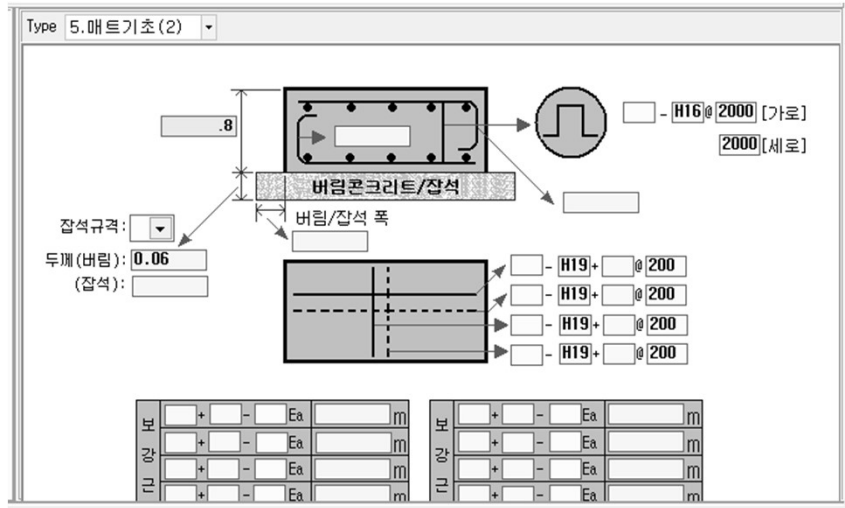 Type 5.매트기초(2)
- H16@2000 [가로]
.8
2000[세로]
버림콘크리트/잡석
버림/잡석 폭
잡석규격:
두께(버림): 0.06
(잡석):
- H19+ @200
- H19+ @200
- H19+ @200
- H19+ @200
보강근
+ - Ea m
+ - Ea m
+ - Ea m
+ - Ea m
보강근
+ - Ea m
+ - Ea m
+ - Ea m
+ - Ea m